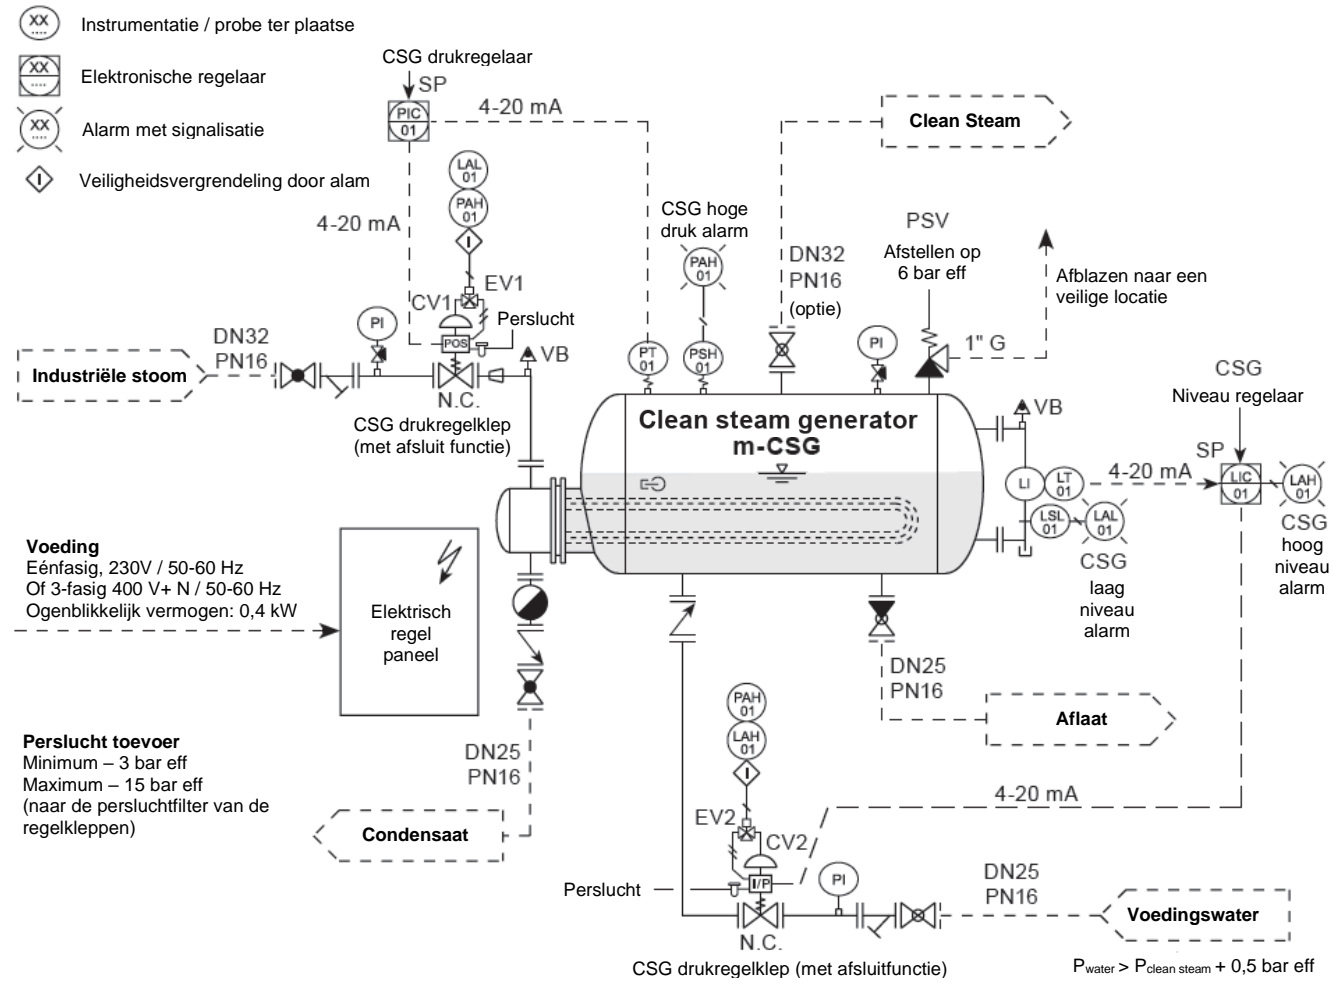 XX
....
Instrumentatie / probe ter plaatse
XX
....
Elektronische regelaar
XX
....
Alarm met signalisatie
I
Veiligheidsvergrendeling door alam
CSG drukregelaar
SP
PIC
01
4-20 mA
4-20 mA
LAL
01
PAH
01
I
EV1
CV1
Perslucht
POS
PI
VB
DN32
PN16
Industriële stoom
N.C.
CSG drukregelklep
(met afsluit functie)
CSG hoge
druk alarm
PAH
01
PT
01
PSH
01
Clean Steam
DN32
PN16
(optie)
PSV
Afstellen op
6 bar eff
Afblazen naar een
veilige locatie
PI
1" G
Clean steam generator
m-CSG
VB
CSG
Niveau regelaar
SP
LI
LT
01
4-20 mA
LIC
01
LAH
01
LSL
01
LAL
01
CSG
laag
niveau
alarm
CSG
hoog
niveau
alarm
Voeding
Eénfasig, 230V / 50-60 Hz
Of 3-fasig 400 V+ N / 50-60 Hz
Ogenblikkelijk vermogen: 0,4 kW
Elektrisch
regel
paneel
Perslucht toevoer
Minimum – 3 bar eff
Maximum – 15 bar eff
(naar de persluchtfilter van de
regelkleppen)
DN25
PN16
Condensaat
DN25
PN16
Aflaat
PAH
01
LAH
01
I
EV2
CV2
4-20 mA
I/P
Perslucht
PI
DN25
PN16
Voedingswater
N.C.
CSG drukregelklep (met afsluitfunctie)
Pwater > Pclean steam + 0,5 bar eff